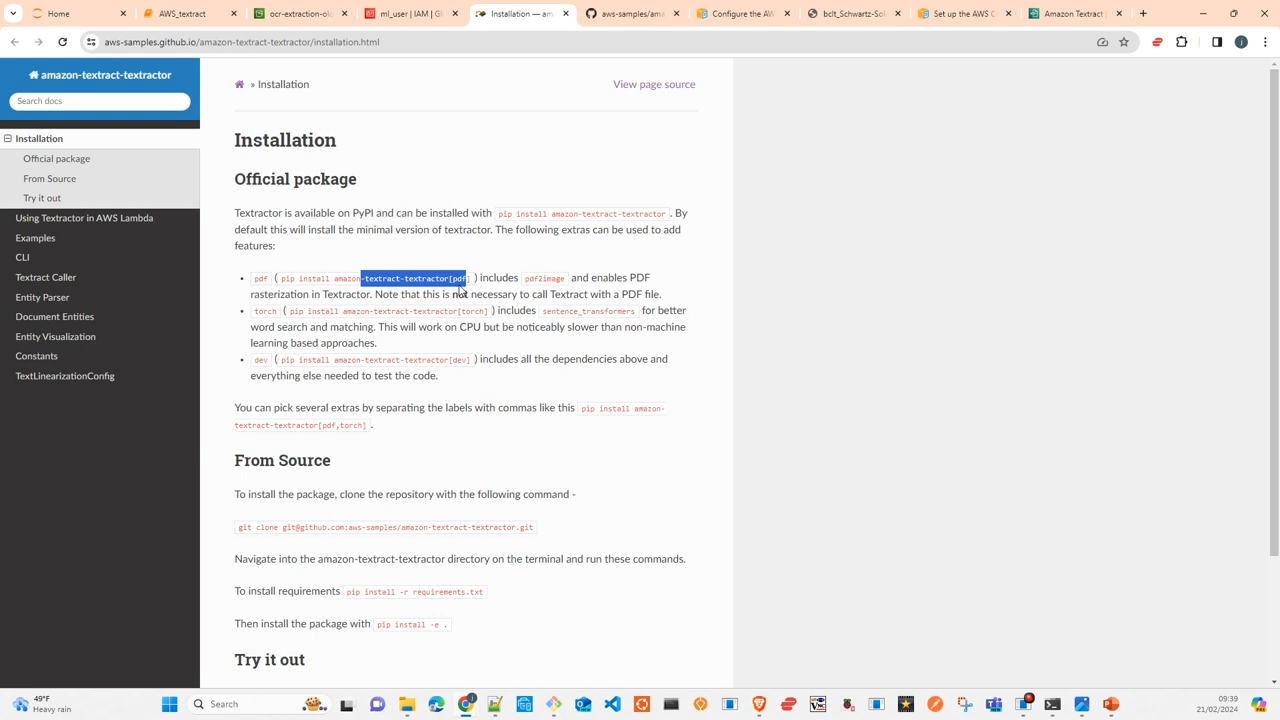 Home
AWS_textract
ocr-extraction-ol
ml_user | IAM | G
Installation — am
aws-samples/ama
Configure the AW
bclt_Schwartz-So
Set up the AWS C
Amazon Textract
aws-samples.github.io/amazon-textract-textractor/installation.html
amazon-textract-textractor
Search docs
Installation
Official package
From Source
Try it out
Using Textractor in AWS Lambda
Examples
CLI
Textract Caller
Entity Parser
Document Entities
Entity Visualization
Constants
TextLinearizationConfig
» Installation
View page source
Installation
Official package
Textractor is available on PyPI and can be installed with pip install amazon-textract-textractor . By
default this will install the minimal version of textractor. The following extras can be used to add
features:
• pdf ( pip install amazon-textract-textractor[pdf] ) includes pdf2image and enables PDF
rasterization in Textractor. Note that this is not necessary to call Textract with a PDF file.
• torch ( pip install amazon-textract-textractor[torch] ) includes sentence_transformers for better
word search and matching. This will work on CPU but be noticeably slower than non-machine
learning based approaches.
• dev ( pip install amazon-textract-textractor[dev] ) includes all the dependencies above and
everything else needed to test the code.
You can pick several extras by separating the labels with commas like this pip install amazon-
textract-textractor[pdf,torch] .
From Source
To install the package, clone the repository with the following command -
git clone git@github.com:aws-samples/amazon-textract-textractor.git
Navigate into the amazon-textract-textractor directory on the terminal and run these commands.
To install requirements pip install -r requirements.txt
Then install the package with pip install -e .
Try it out
49°F
Heavy rain
Search
09:39
21/02/2024